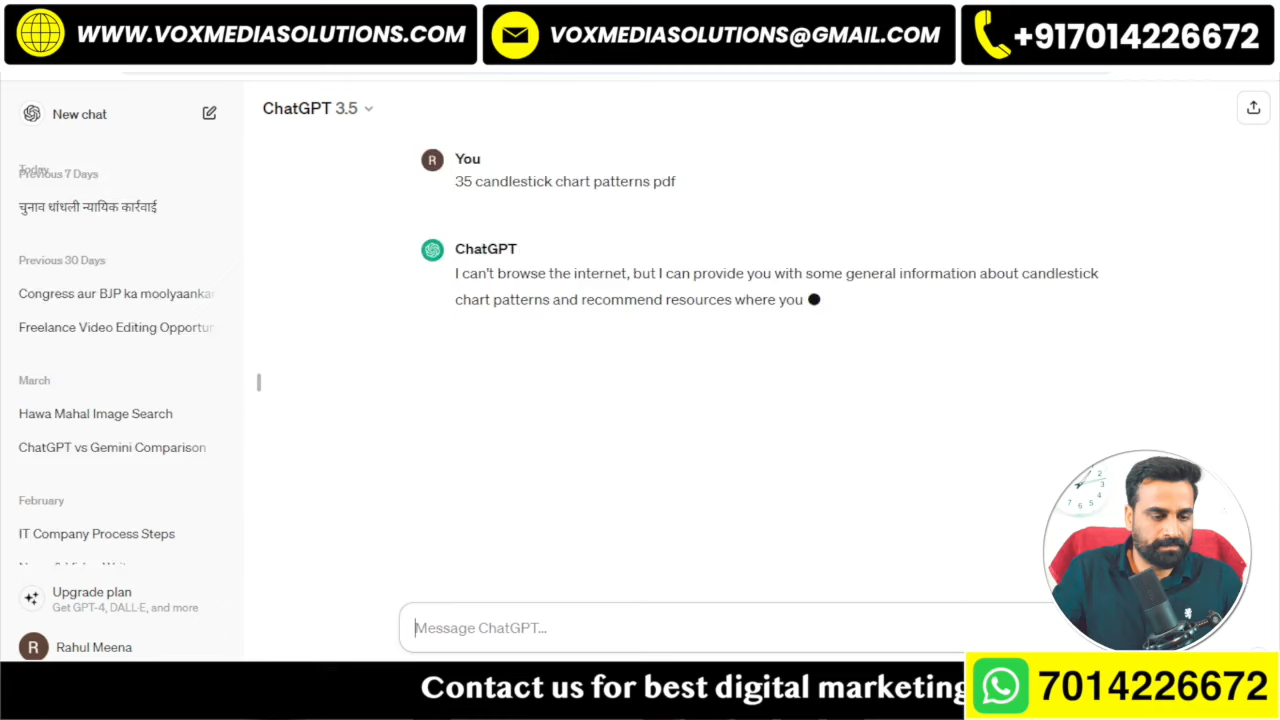 WWW.VOXMEDIASOLUTIONS.COM
VOXMEDIASOLUTIONS@GMAIL.COM
+917014226672
New chat
Today
Previous 7 Days
चुनाव धांधली न्यायिक कार्रवाई
Previous 30 Days
Congress aur BJP ka moolyaankan
Freelance Video Editing Opportun
March
Hawa Mahal Image Search
ChatGPT vs Gemini Comparison
February
IT Company Process Steps
Upgrade plan
Get GPT-4, DALL·E, and more
R
Rahul Meena
ChatGPT 3.5
R
You
35 candlestick chart patterns pdf
ChatGPT
I can't browse the internet, but I can provide you with some general information about candlestick
chart patterns and recommend resources where you
Message ChatGPT...
Contact us for best digital marketing
7014226672